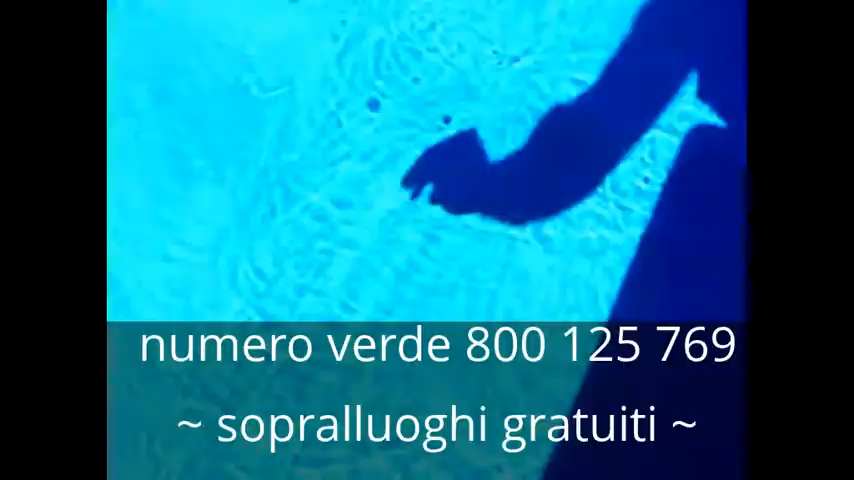 numero verde 800 125 769
~ sopralluoghi gratuiti ~